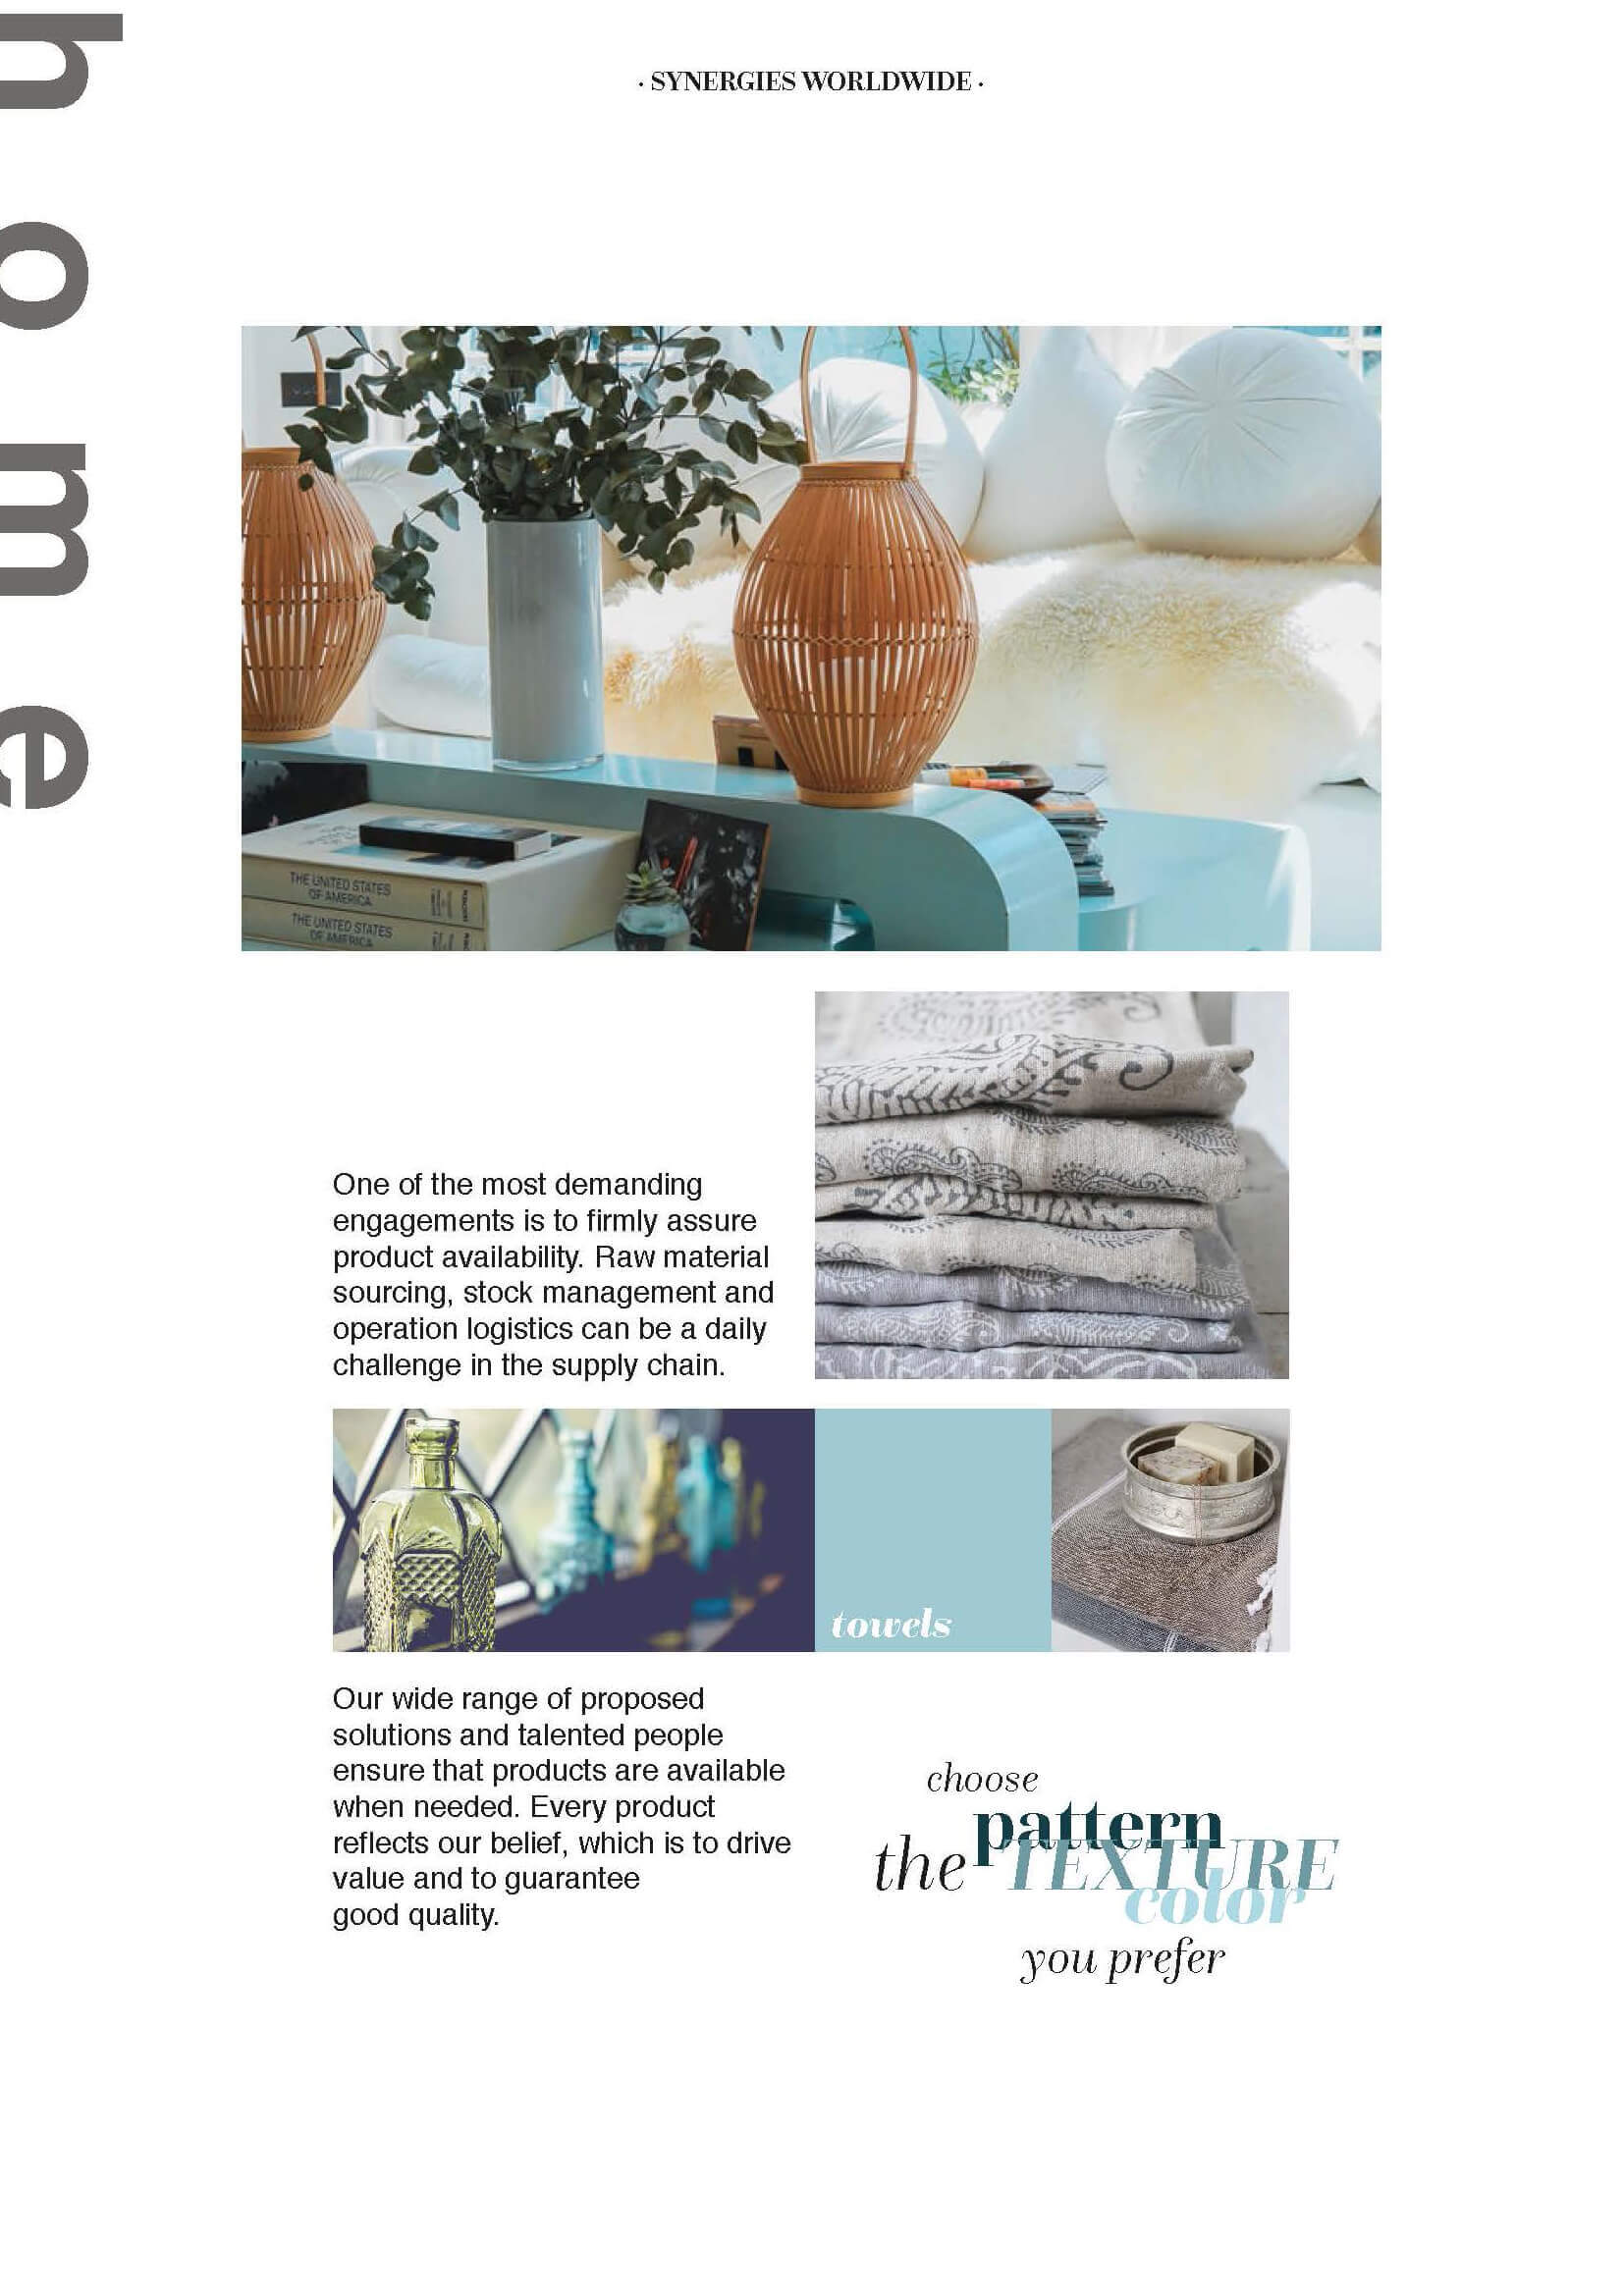 home
· SYNERGIES WORLDWIDE ·
THE UNITED STATES
OF AMERICA
THE UNITED STATES
OF AMERICA
One of the most demanding
engagements is to firmly assure
product availability. Raw material
sourcing, stock management and
operation logistics can be a daily
challenge in the supply chain.
towels
Our wide range of proposed
solutions and talented people
ensure that products are available
when needed. Every product
reflects our belief, which is to drive
value and to guarantee
good quality.
choose
the pattern
TEXTURE
color
you prefer